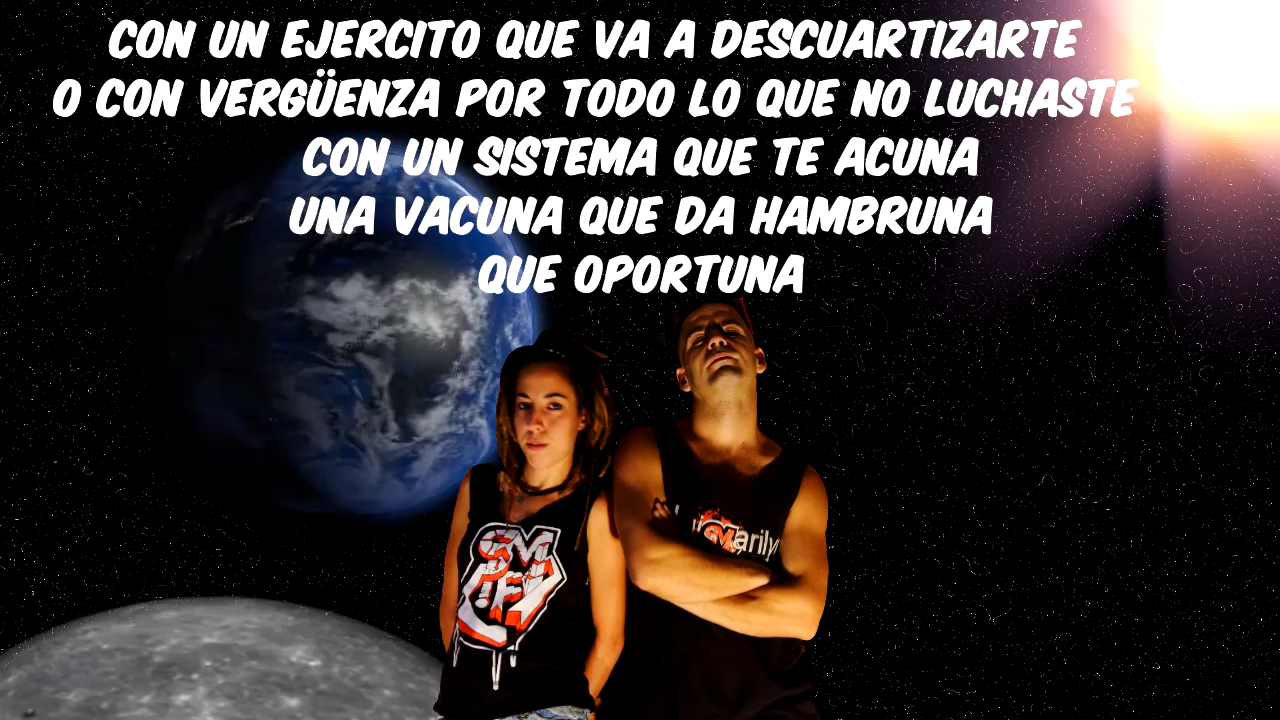 CON UN EJERCITO QUE VA A DESCUARTIZARTE
O CON VERGÜENZA POR TODO LO QUE NO LUCHASTE
CON UN SISTEMA QUE TE ACUNA
UNA VACUNA QUE DA HAMBRUNA
QUE OPORTUNA